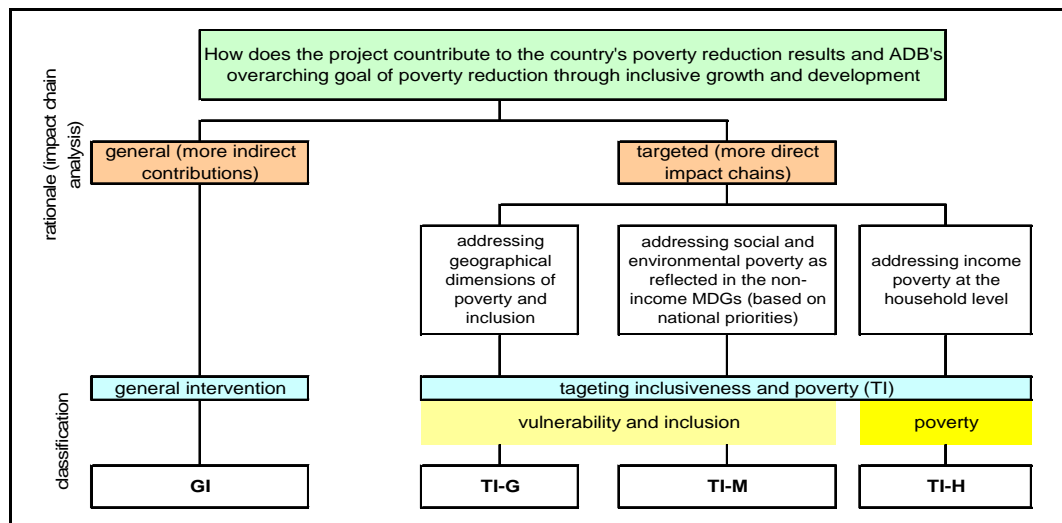 How does the project countribute to the country's poverty reduction results and ADB's
overarching goal of poverty reduction through inclusive growth and development
rationale (impact chain
analysis)
general (more indirect
contributions)
targeted (more direct
impact chains)
addressing
geographical
dimensions of
poverty and
inclusion
addressing social and
environmental poverty as
reflected in the non-
income MDGs (based on
national priorities)
addressing income
poverty at the
household level
classification
general intervention
tageting inclusiveness and poverty (TI)
vulnerability and inclusion
poverty
GI
TI-G
TI-M
TI-H